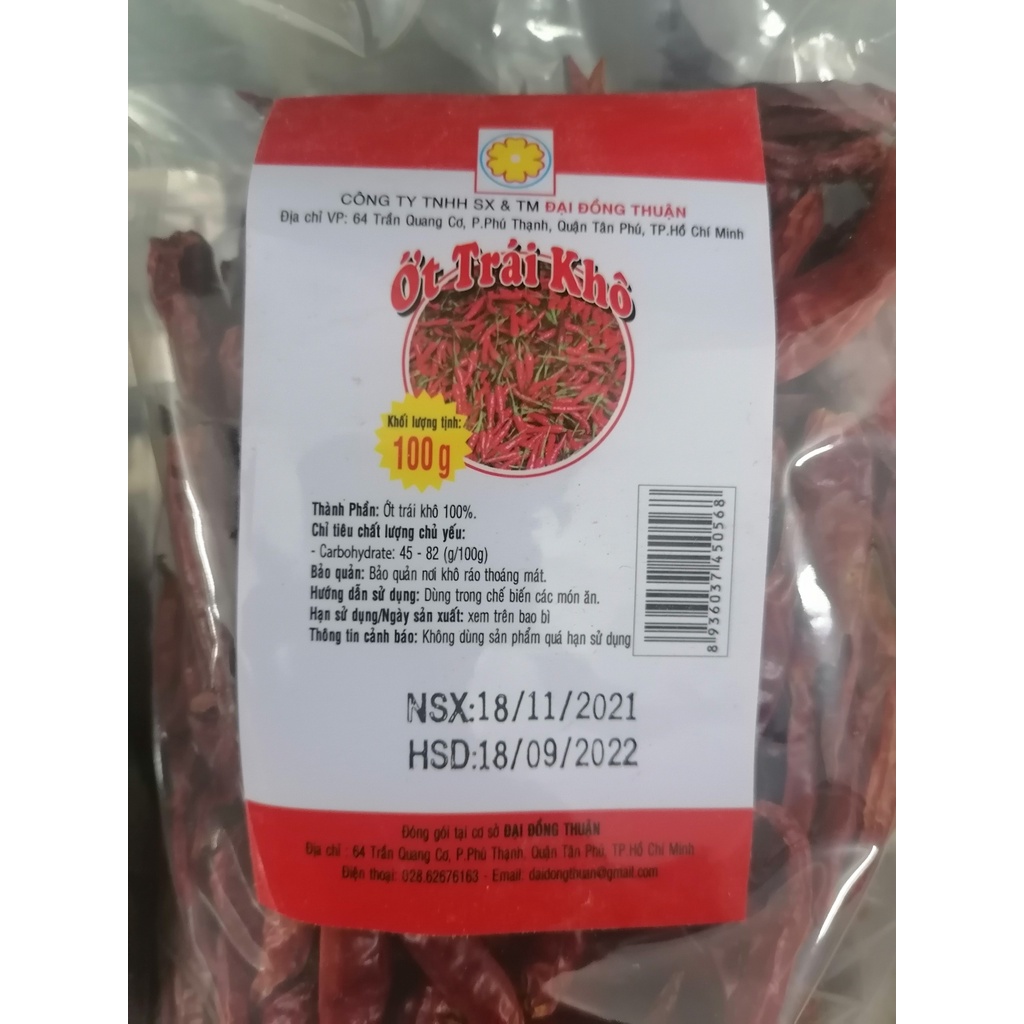 CÔNG TY TNHH SX & TM ĐẠI ĐỒNG THUẬN
Địa chỉ VP: 64 Trần Quang Cơ, P.Phú Thạnh, Quận Tân Phú, TP.Hồ Chí Minh
Ớt Trái Khô
Khối lượng tịnh:
100g
Thành Phần: Ớt trái khô 100%.
Chỉ tiêu chất lượng chủ yếu:
- Carbohydrate: 45 - 82 (g/100g)
Bảo quản: Bảo quản nơi khô ráo thoáng mát.
Hướng dẫn sử dụng: Dùng trong chế biến các món ăn.
Hạn sử dụng/Ngày sản xuất: xem trên bao bì
Thông tin cảnh báo: Không dùng sản phẩm quá hạn sử dụng
8 936037 450568
NSX:18/11/2021
HSD:18/09/2022
Đóng gói tại cơ sở ĐẠI ĐỒNG THUẬN
Địa chỉ : 64 Trần Quang Cơ, P.Phú Thạnh, Quận Tân Phú, TP Hồ Chí Minh
Điện thoại: 028.62676163 - Email: daidongthuan@gmail.com